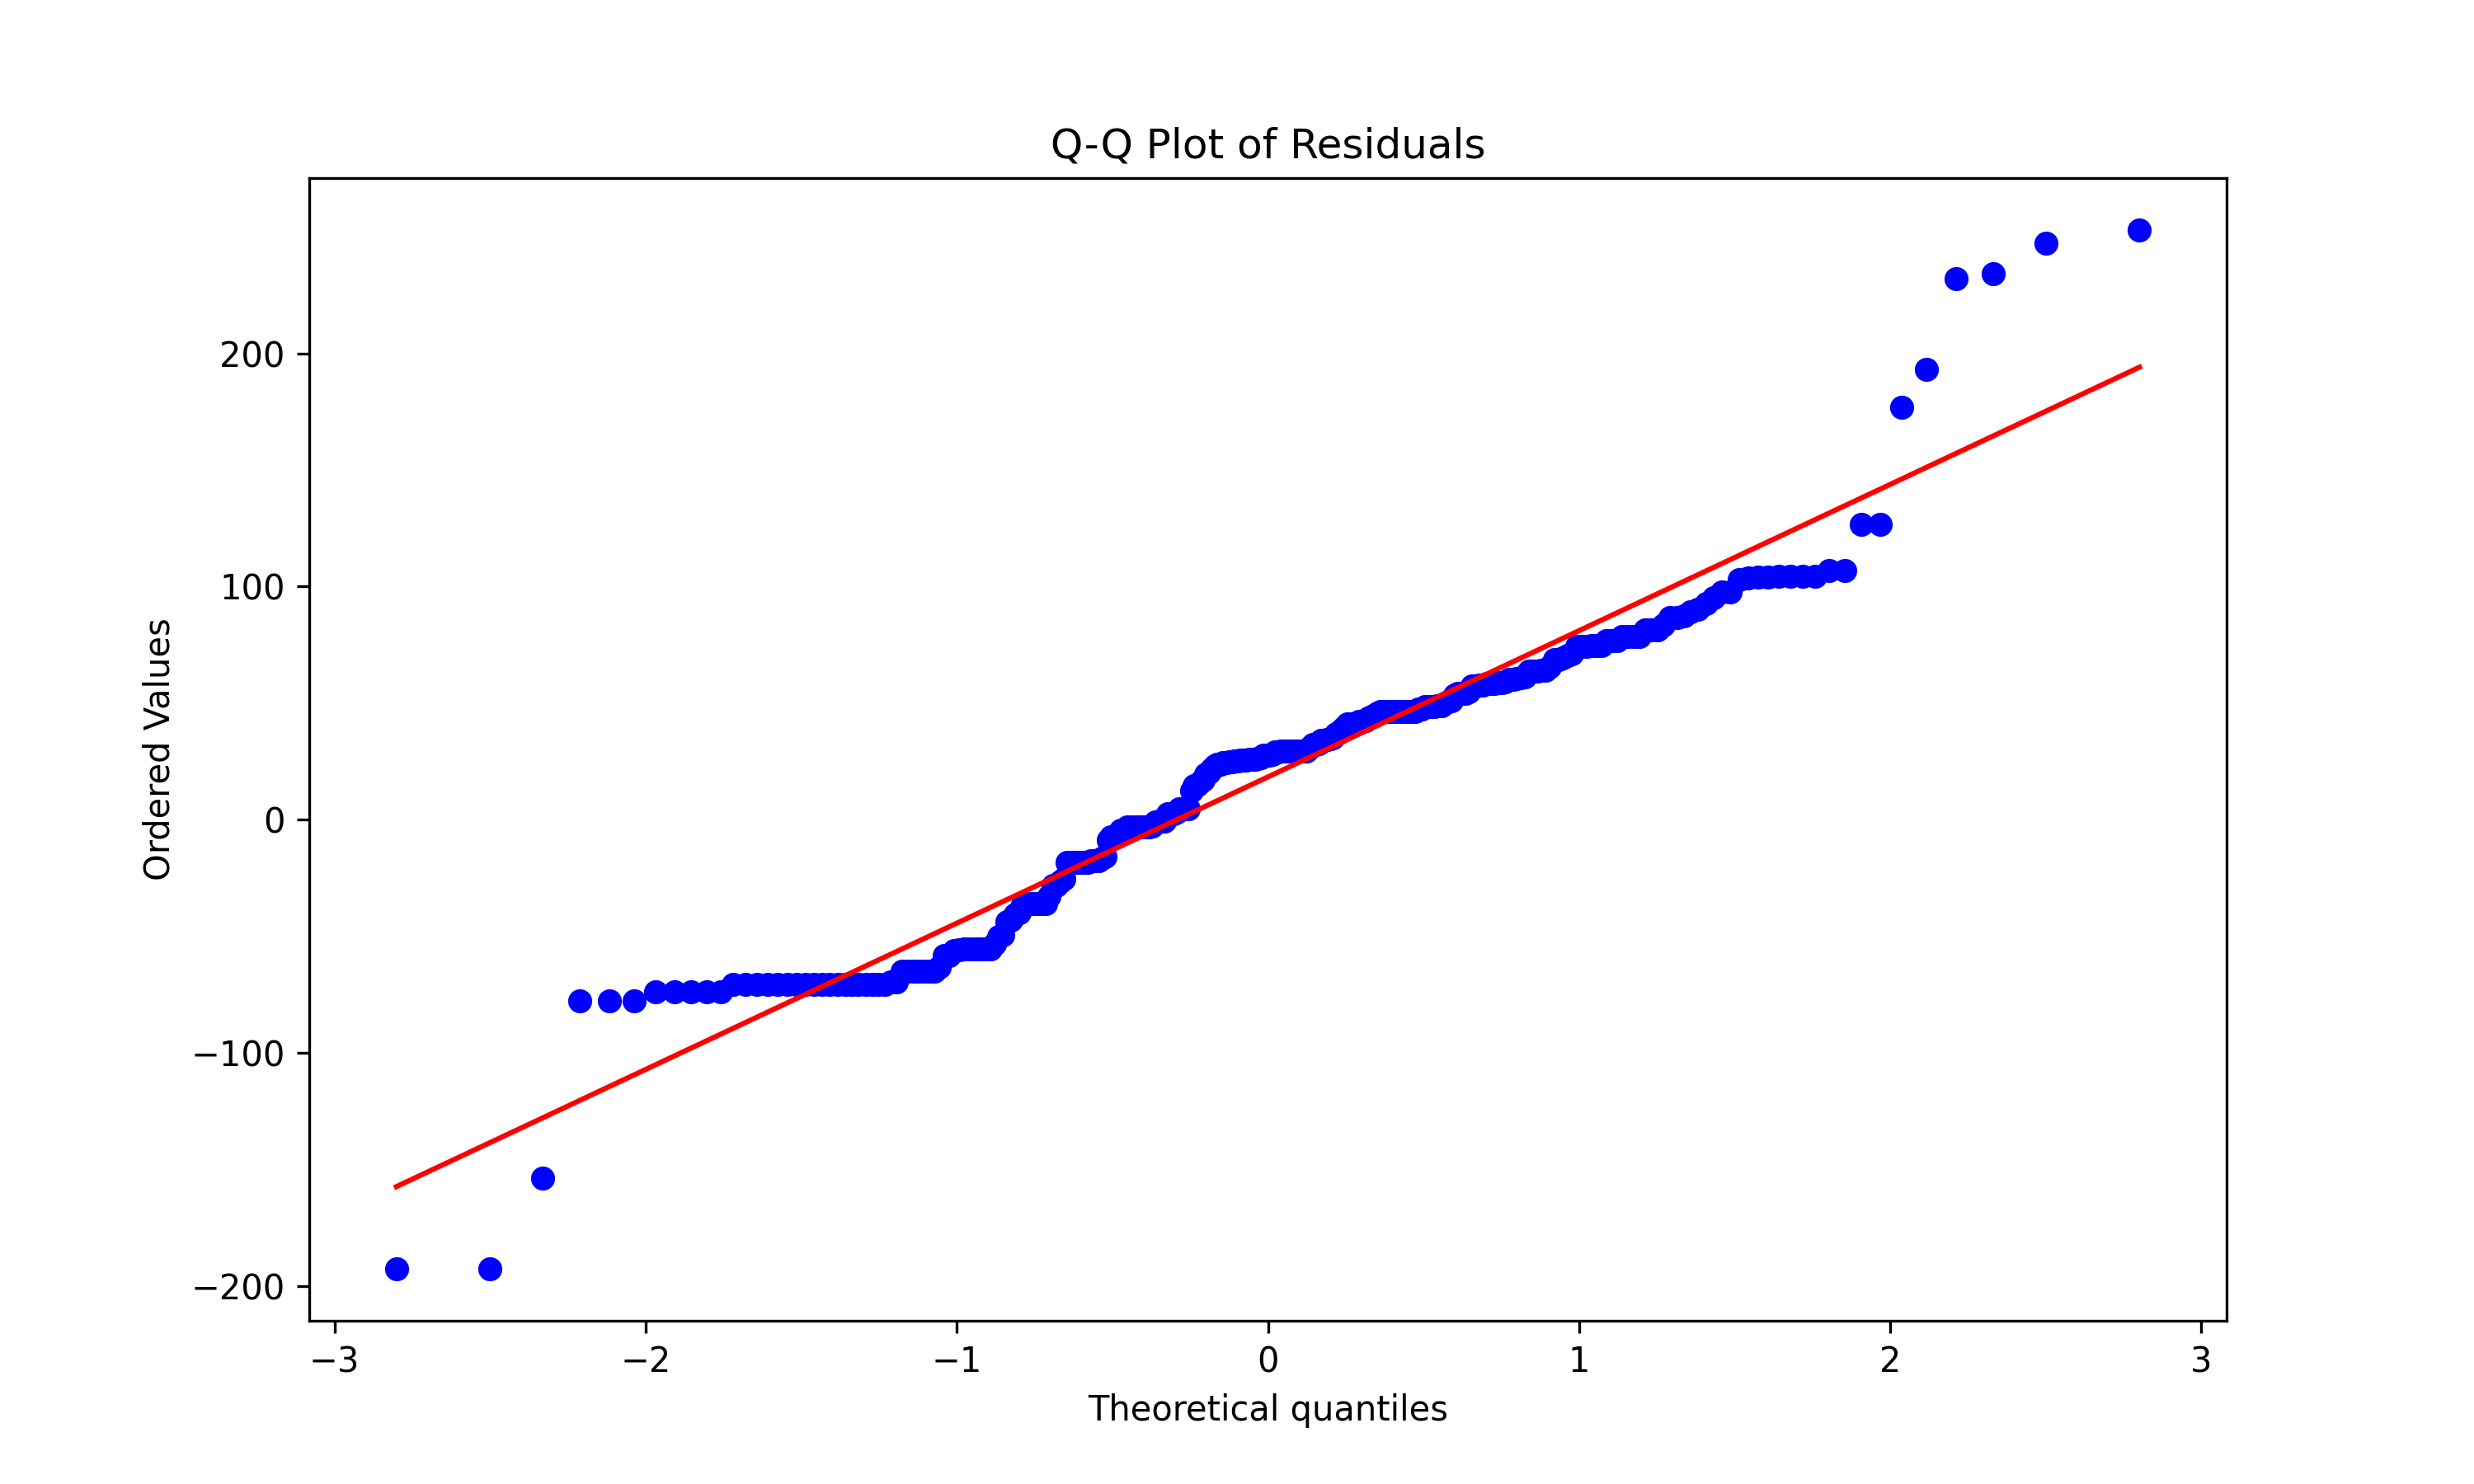 Q-Q Plot of Residuals
Ordered Values
200
100
0
−100
−200
−3 −2 −1 0 1 2 3
Theoretical quantiles